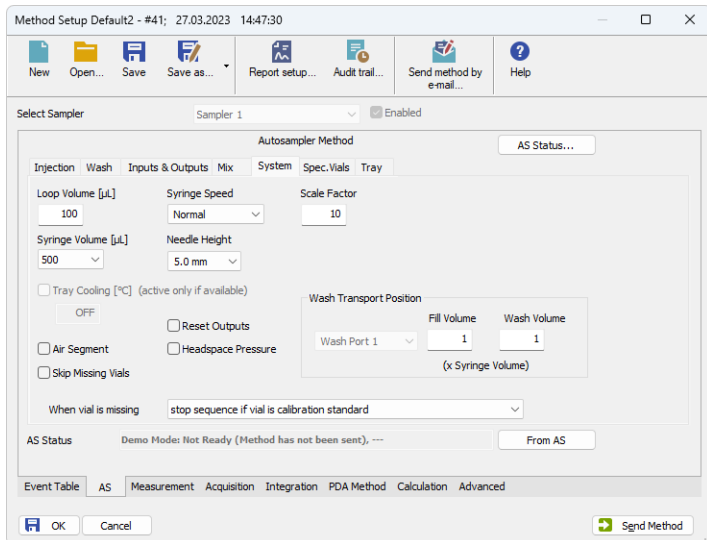 Method Setup Default2 - #41; 27.03.2023 14:47:30
New Open... Save Save as... Report setup... Audit trail... Send method by e-mail... Help
Select Sampler Sampler 1 Enabled
Autosampler Method AS Status...
Injection Wash Inputs & Outputs Mix System Spec.Vials Tray
Loop Volume [µL] Syringe Speed Scale Factor
100 Normal 10
Syringe Volume [µL] Needle Height
500 5.0 mm
Tray Cooling [°C] (active only if available)
OFF
Wash Transport Position
Fill Volume Wash Volume
Reset Outputs
Wash Port 1 1 1
Air Segment Headspace Pressure
(x Syringe Volume)
Skip Missing Vials
When vial is missing stop sequence if vial is calibration standard
AS Status Demo Mode: Not Ready (Method has not been sent), --- From AS
Event Table AS Measurement Acquisition Integration PDA Method Calculation Advanced
OK Cancel Send Method